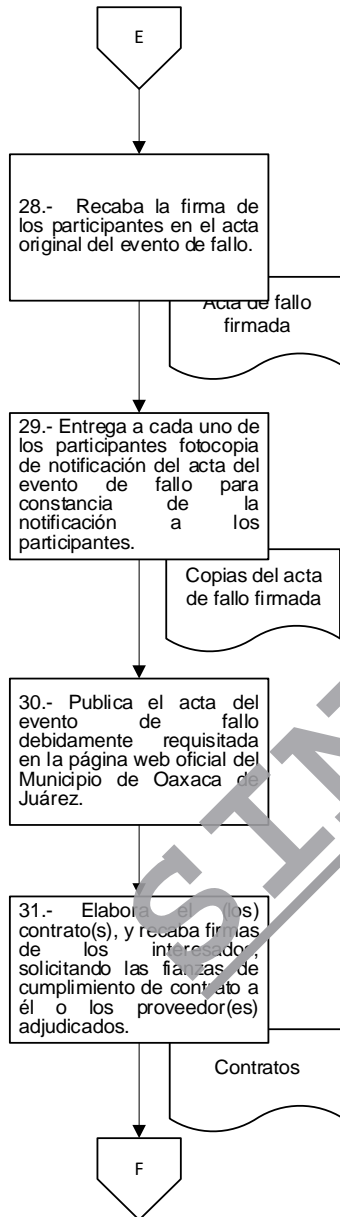 E
28.- Recaba la firma de
los participantes en el acta
original del evento de fallo.
Acta de fallo
firmada
29.- Entrega a cada uno de
los participantes fotocopia
de notificación del acta del
evento de fallo para
constancia de la
notificación a los
participantes.
Copias del acta
de fallo firmada
30.- Publica el acta del
evento de fallo
debidamente requisitada
en la página web oficial del
Municipio de Oaxaca de
Juárez.
31.- Elabora el (los)
contrato(s), y recaba firmas
de los interesados,
solicitando las fianzas de
cumplimiento de contrato a
él o los proveedor(es)
adjudicados.
Contratos
F
SIN